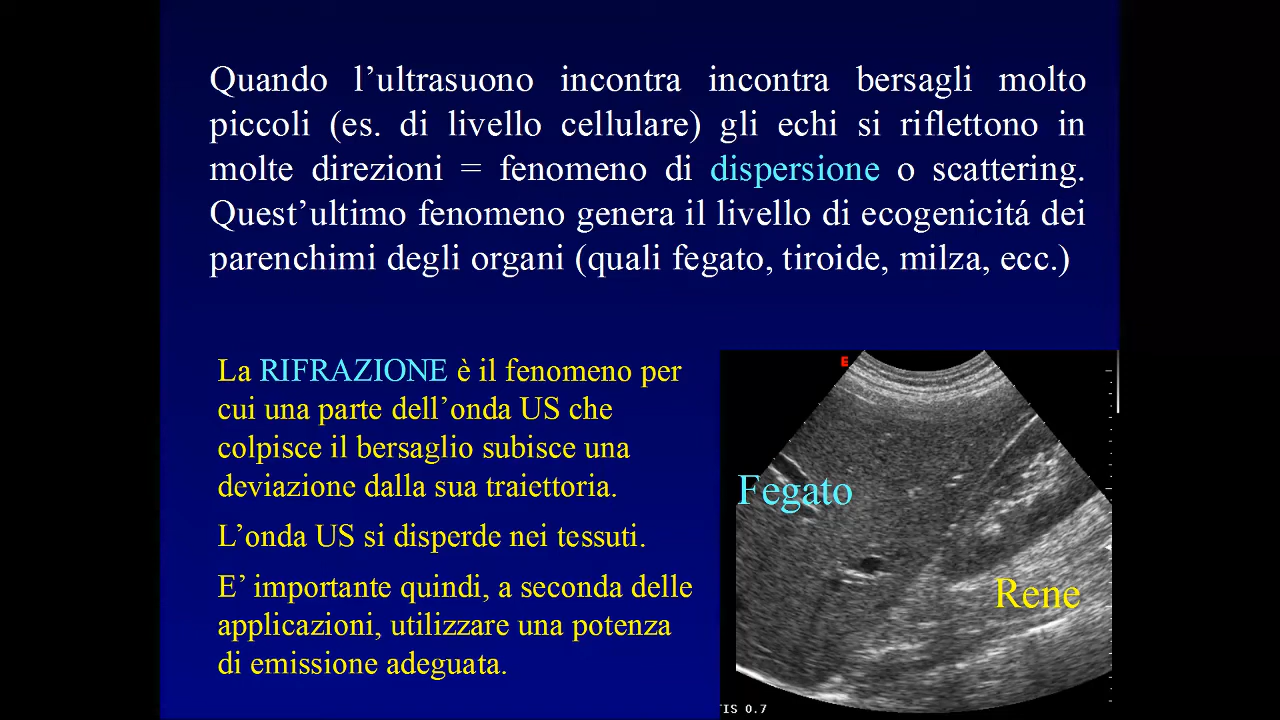 Quando l’ultrasuono incontra incontra bersagli molto
piccoli (es. di livello cellulare) gli echi si riflettono in
molte direzioni = fenomeno di dispersione o scattering.
Quest’ultimo fenomeno genera il livello di ecogenicitá dei
parenchimi degli organi (quali fegato, tiroide, milza, ecc.)
La RIFRAZIONE è il fenomeno per
cui una parte dell’onda US che
colpisce il bersaglio subisce una
deviazione dalla sua traiettoria.
L’onda US si disperde nei tessuti.
E’ importante quindi, a seconda delle
applicazioni, utilizzare una potenza
di emissione adeguata.
E
Fegato
Rene
TIS 0.7